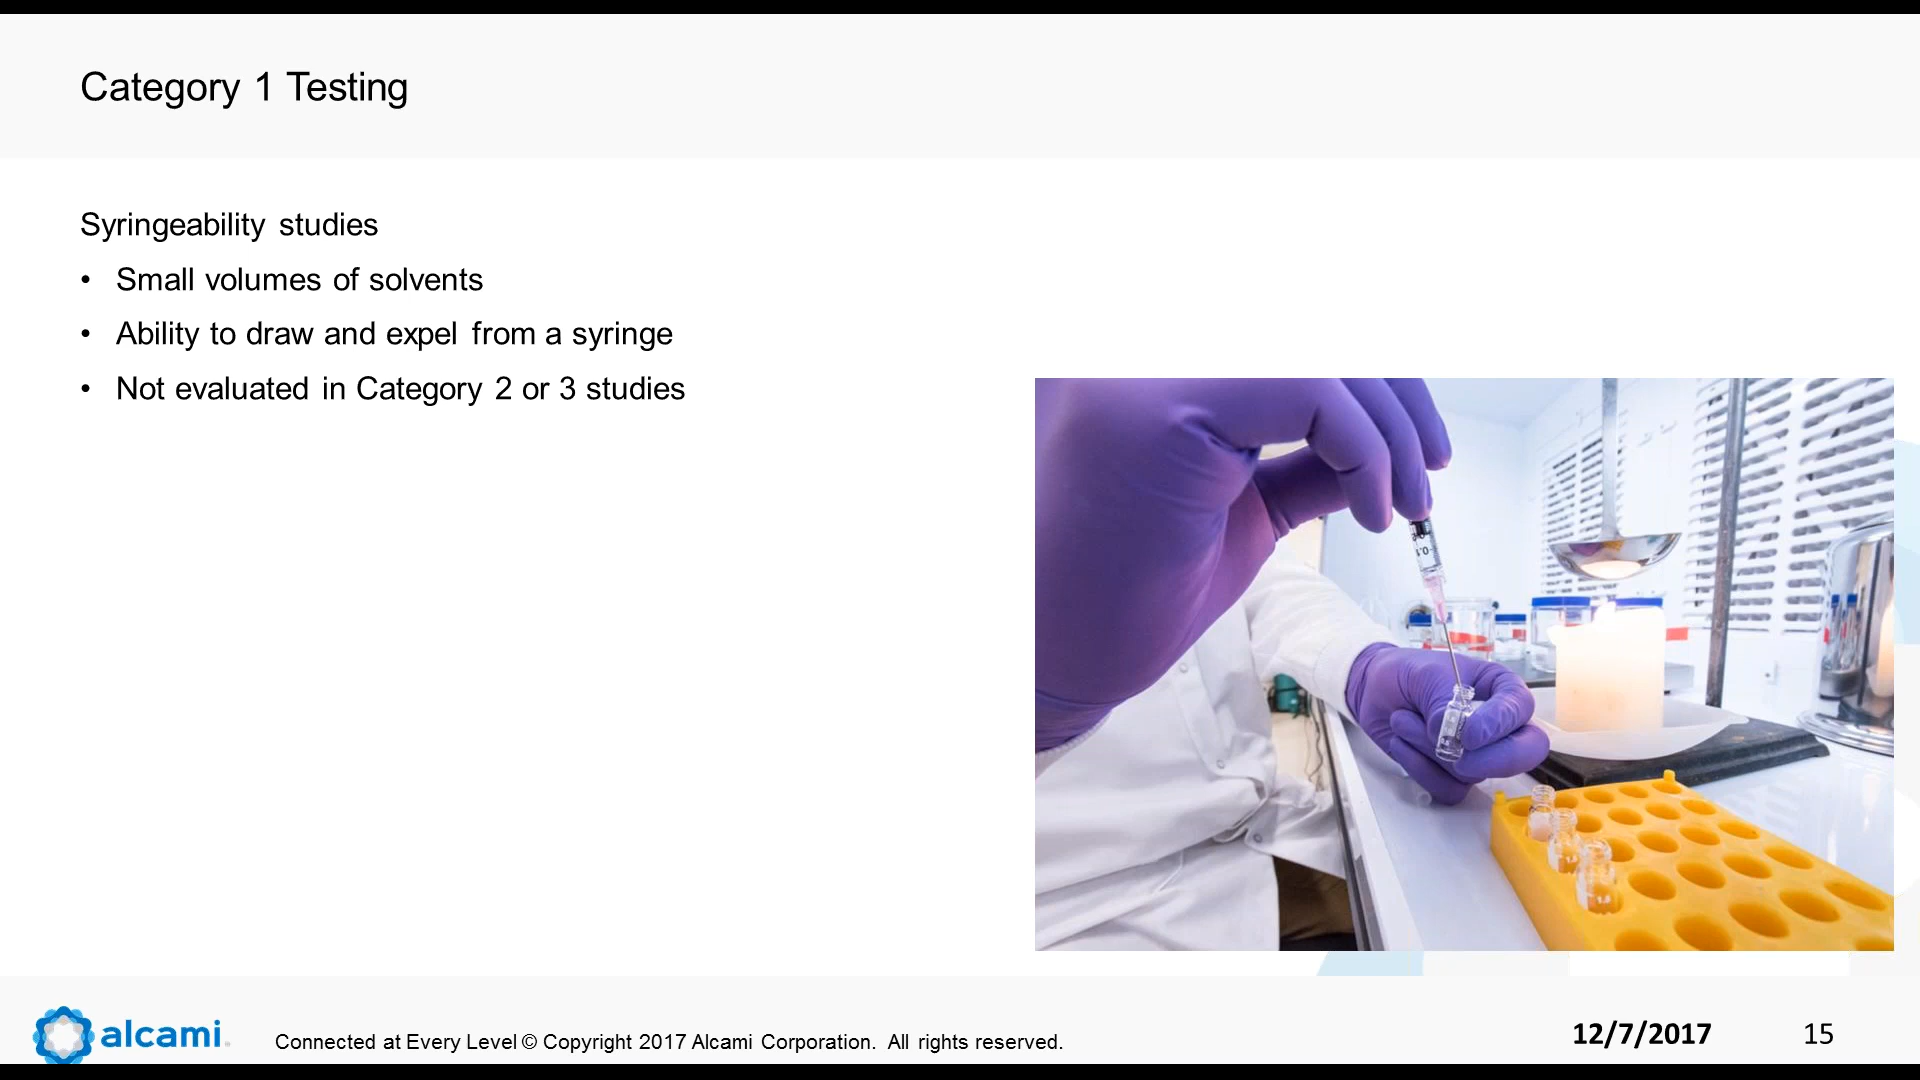 Category 1 Testing
Syringeability studies
• Small volumes of solvents
• Ability to draw and expel from a syringe
• Not evaluated in Category 2 or 3 studies
alcami
Connected at Every Level © Copyright 2017 Alcami Corporation. All rights reserved.
12/7/2017
15